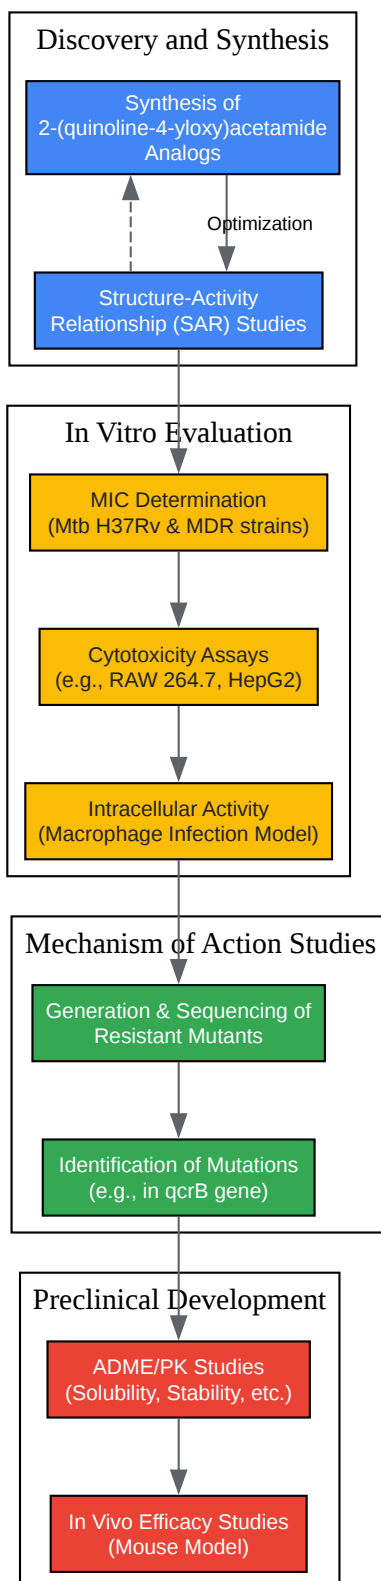 Discovery and Synthesis
Synthesis of
2-(quinoline-4-yloxy)acetamide
Analogs
Optimization
Structure-Activity
Relationship (SAR) Studies
In Vitro Evaluation
MIC Determination
(Mtb H37Rv & MDR strains)
Cytotoxicity Assays
(e.g., RAW 264.7, HepG2)
Intracellular Activity
(Macrophage Infection Model)
Mechanism of Action Studies
Generation & Sequencing of
Resistant Mutants
Identification of Mutations
(e.g., in qcrB gene)
Preclinical Development
ADME/PK Studies
(Solubility, Stability, etc.)
In Vivo Efficacy Studies
(Mouse Model)